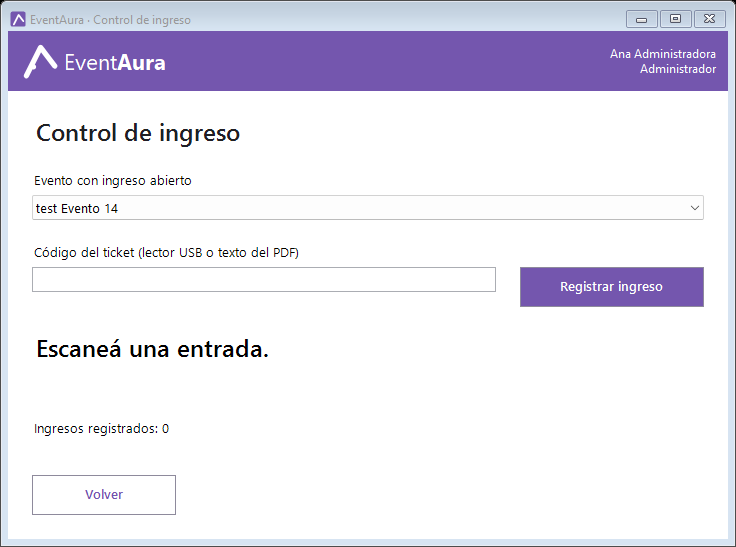 EventAura · Control de ingreso
EventAura
Ana Administradora
Administrador
Control de ingreso
Evento con ingreso abierto
test Evento 14
Código del ticket (lector USB o texto del PDF)
Registrar ingreso
Escaneá una entrada.
Ingresos registrados: 0
Volver